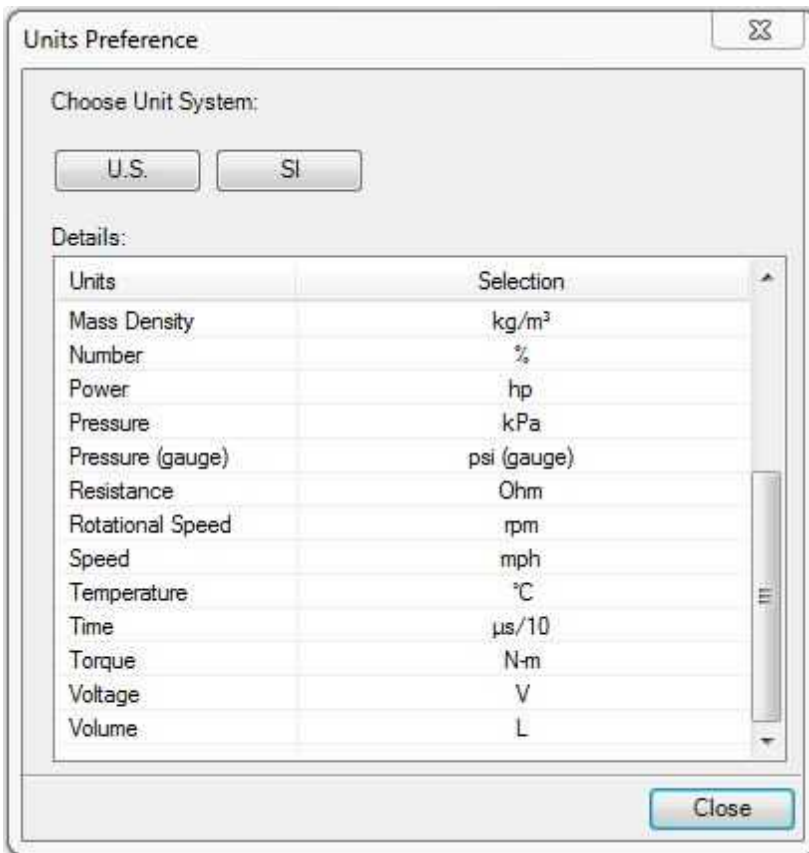 Units Preference
Choose Unit System:
U.S. SI
Details:
Units Selection
Mass Density kg/m³
Number %
Power hp
Pressure kPa
Pressure (gauge) psi (gauge)
Resistance Ohm
Rotational Speed rpm
Speed mph
Temperature °C
Time µs/10
Torque N-m
Voltage V
Volume L
Close